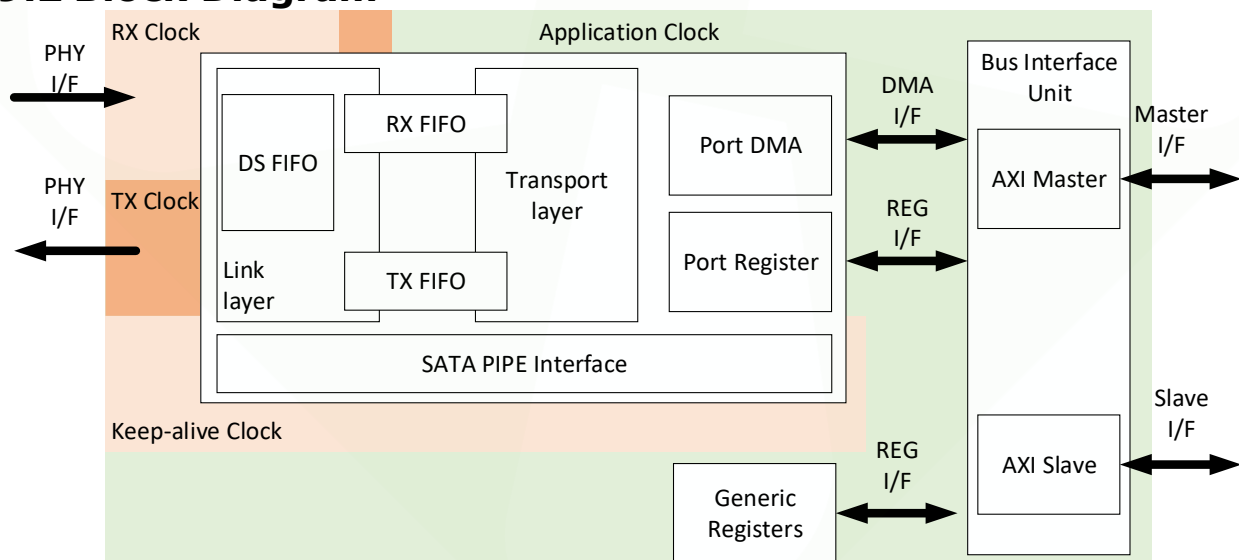 Block Diagram
RX Clock
Application Clock
PHY
I/F
Bus Interface
Unit
DMA
I/F
RX FIFO
Master
I/F
Port DMA
DS FIFO
AXI Master
Transport
layer
PHY
I/F
TX Clock
REG
I/F
Port Register
Link
layer
TX FIFO
SATA PIPE Interface
Slave
I/F
Keep-alive Clock
REG
I/F
AXI Slave
Generic
Registers